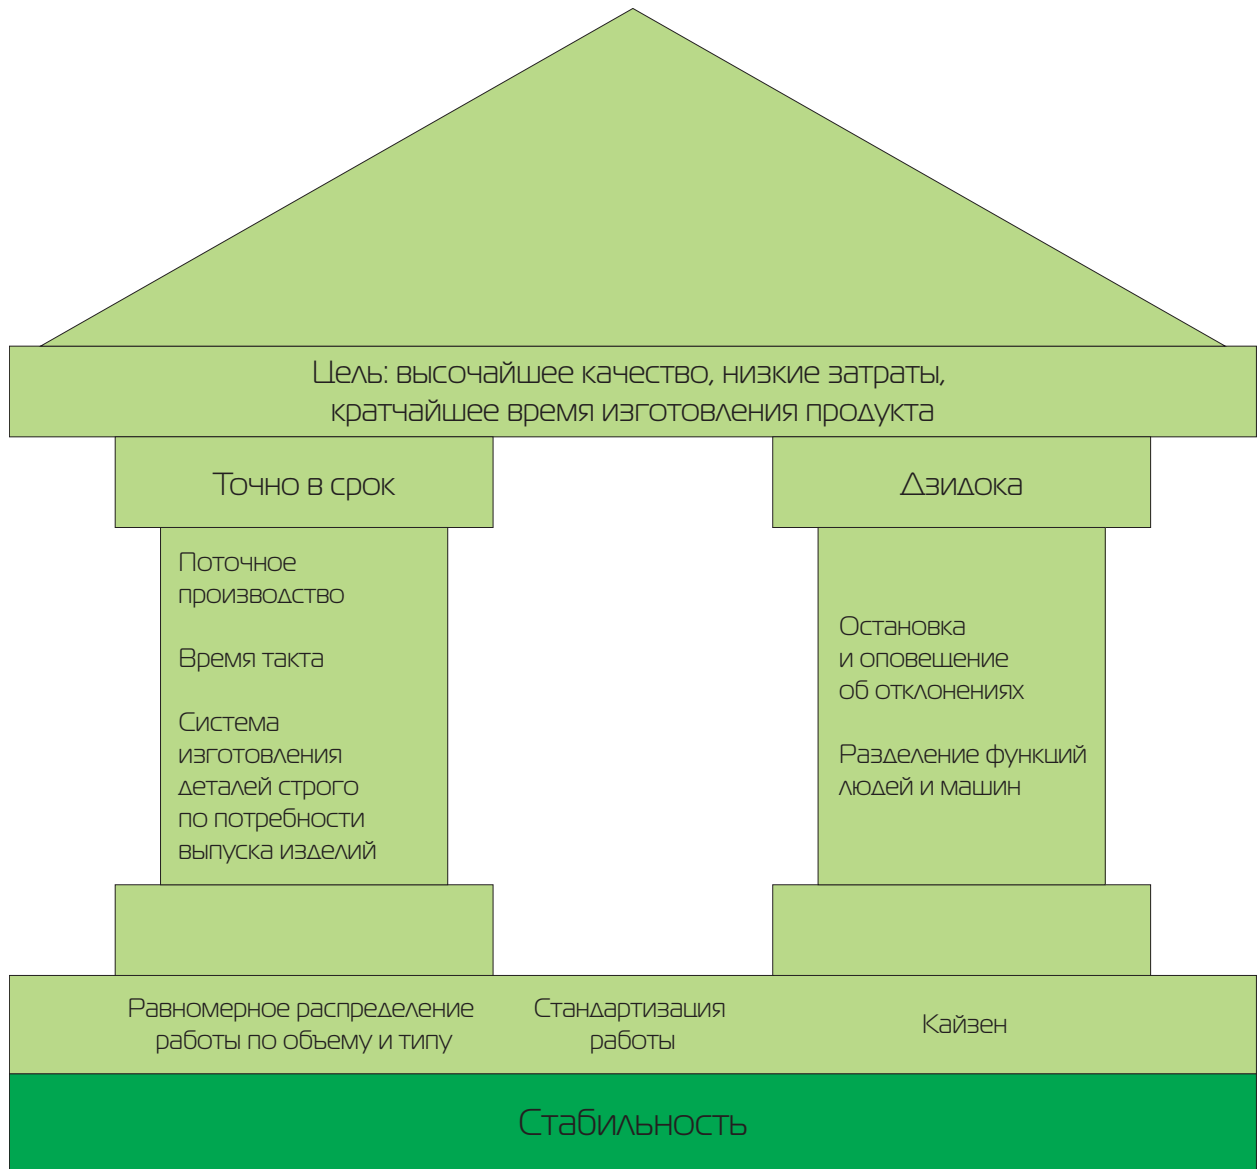 Цель: высочайшее качество, низкие затраты,
кратчайшее время изготовления продукта
Точно в срок
Поточное
производство
Время такта
Система
изготовления
деталей строго
по потребности
выпуска изделий
Дзидока
Остановка
и оповещение
об отклонениях
Разделение функций
людей и машин
Равномерное распределение
работы по объему и типу
Стандартизация
работы
Кайзен
Стабильность